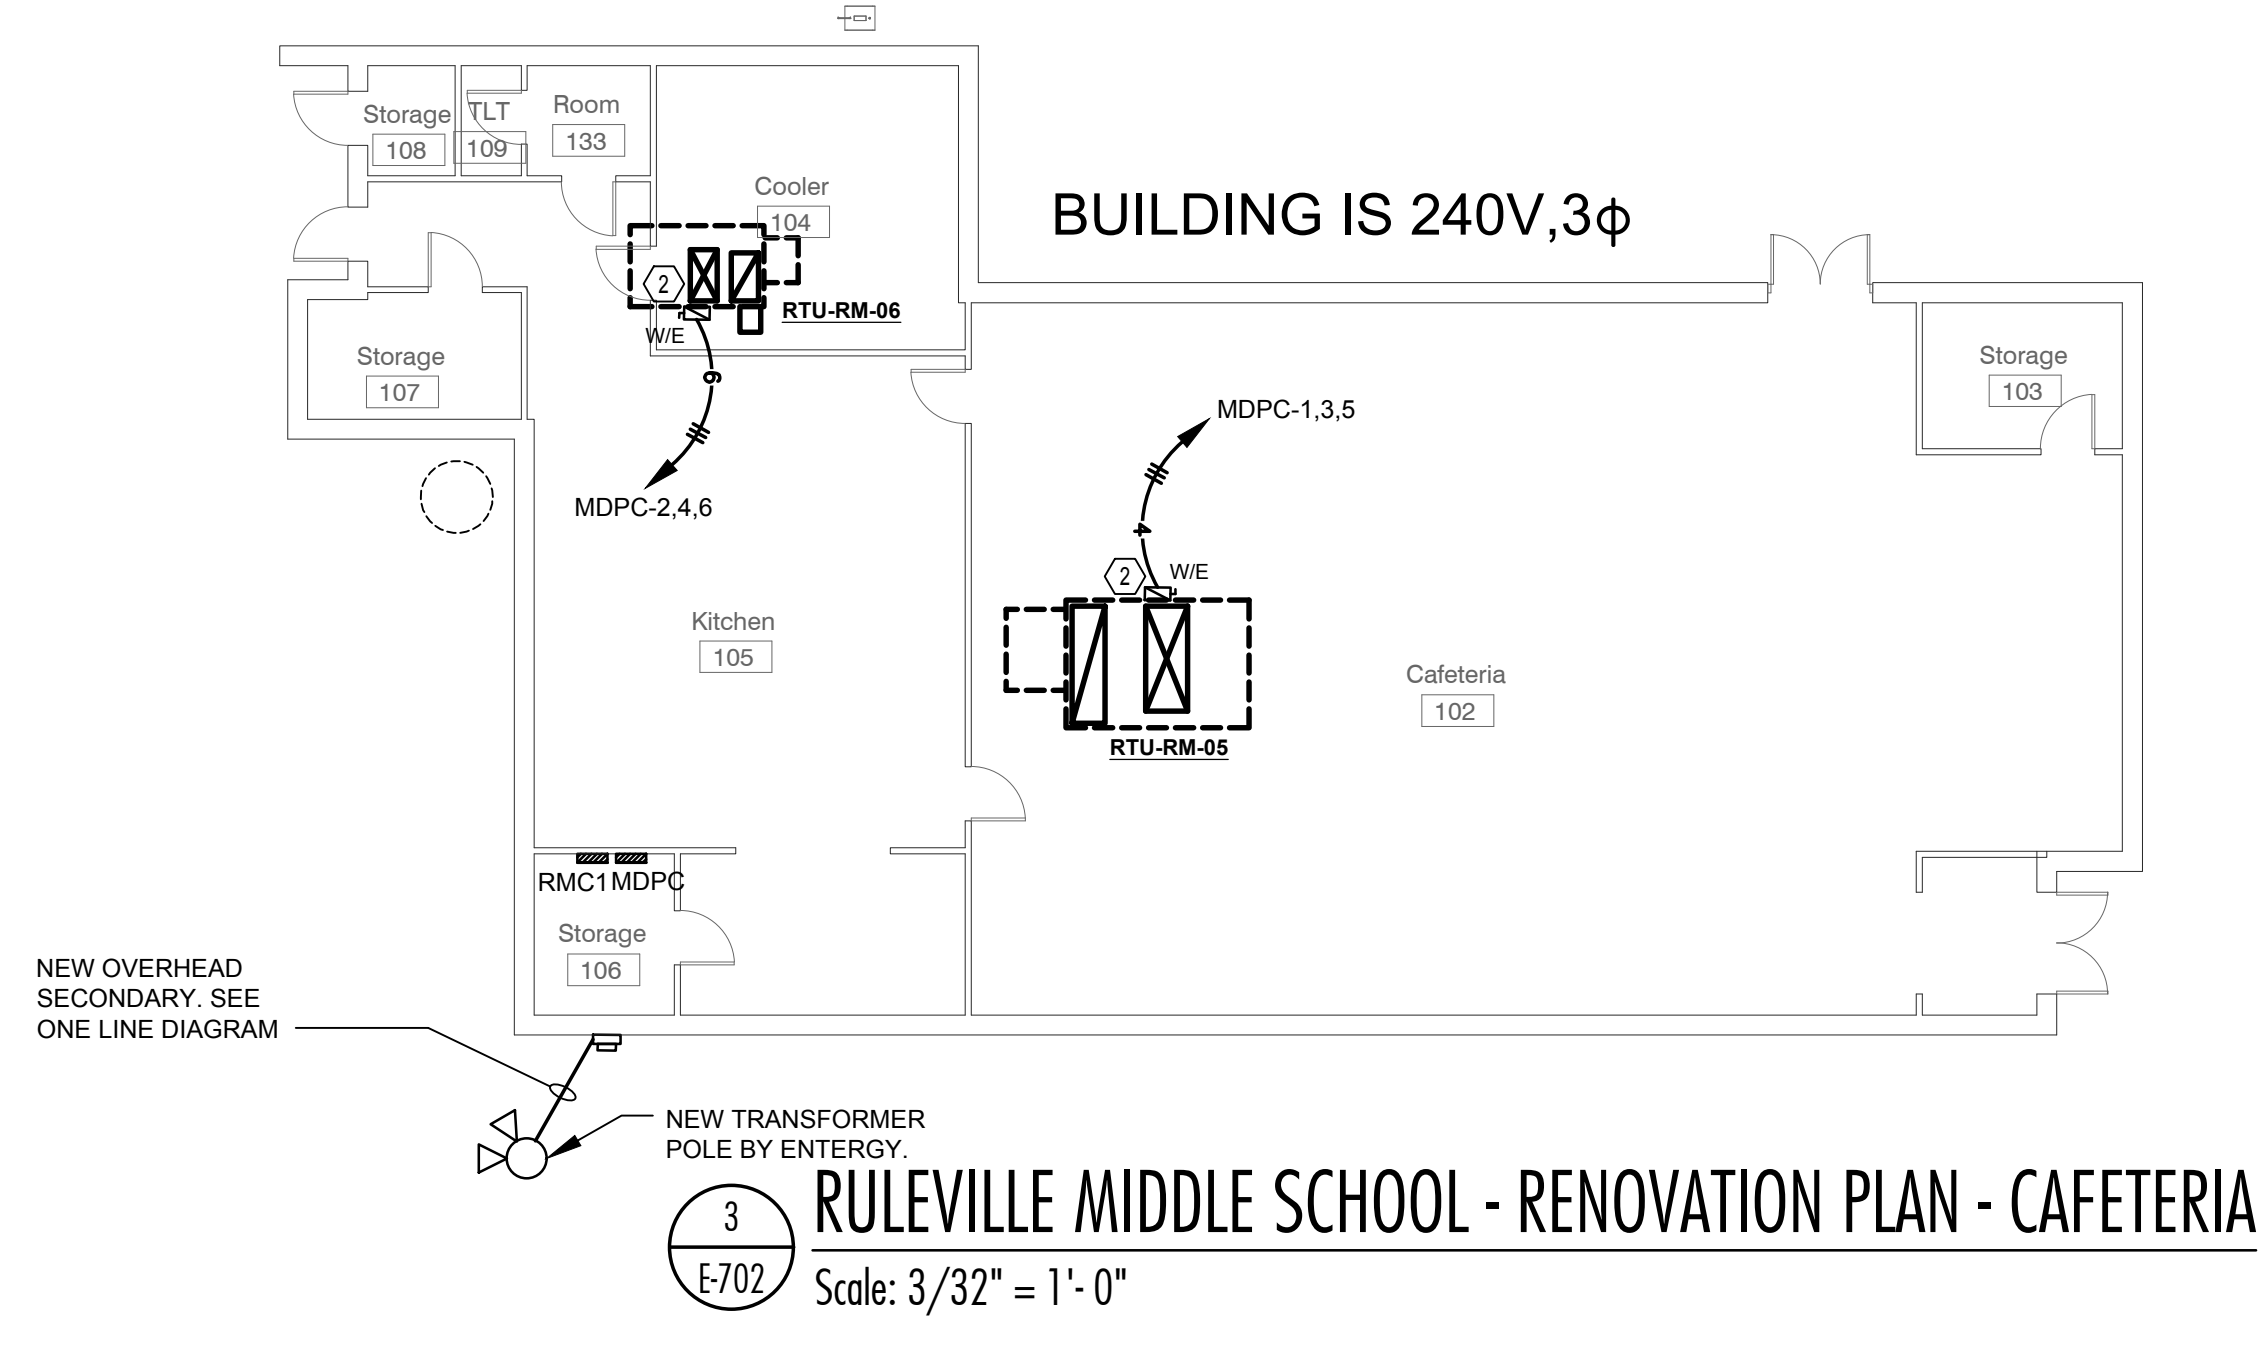 Storage
108
TLT
109
Room
133
Cooler
104
BUILDING IS 240V,3ϕ
2
RTU-RM-06
W/E
Storage
107
6
MDPC-2,4,6
MDPC-1,3,5
4
Storage
103
2
W/E
Kitchen
105
RTU-RM-05
Cafeteria
102
RMC1
MDPC
Storage
106
NEW OVERHEAD
SECONDARY. SEE
ONE LINE DIAGRAM
NEW TRANSFORMER
POLE BY ENTERGY.
3
E-702
RULEVILLE MIDDLE SCHOOL - RENOVATION PLAN - CAFETERIA
Scale: 3/32" = 1'- 0"